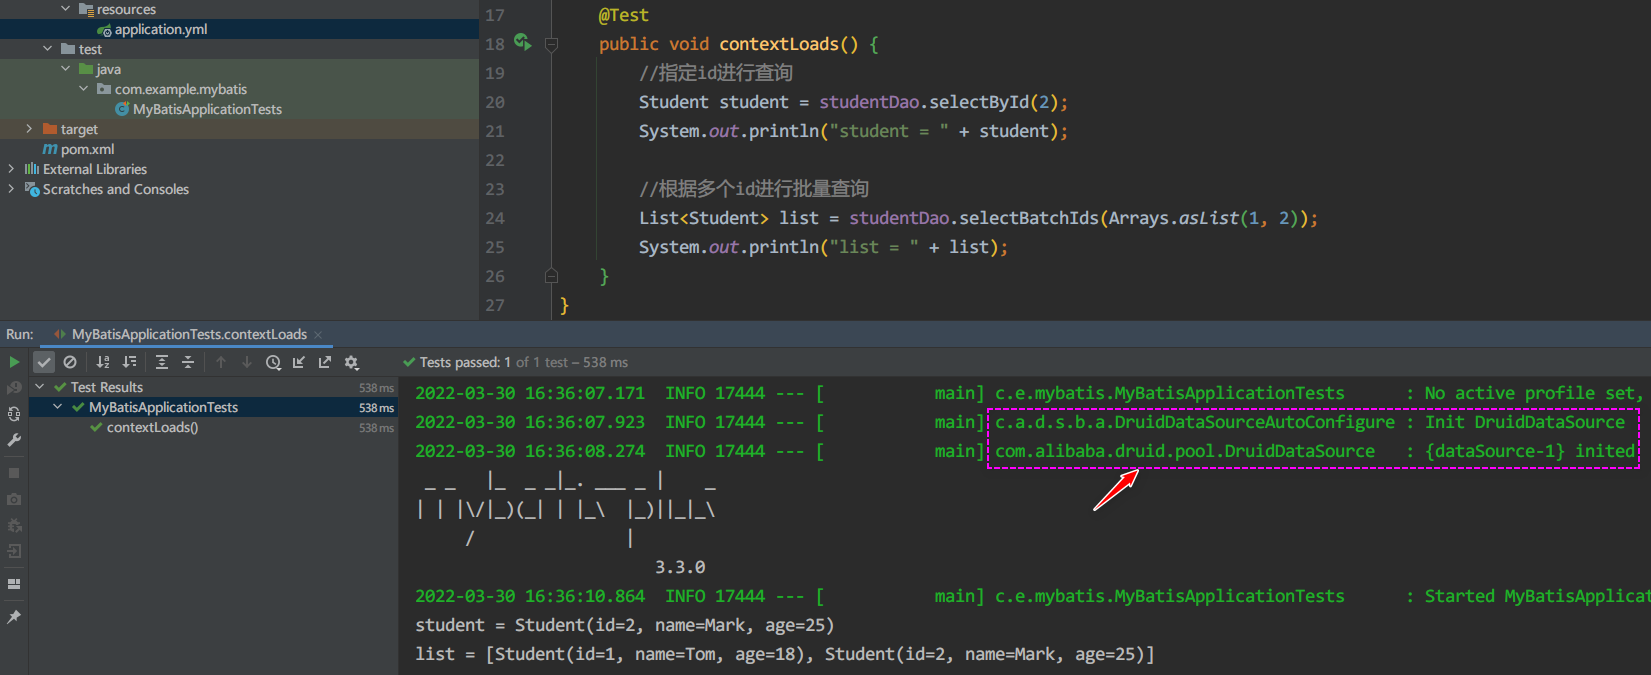 resources
application.yml
test
java
com.example.mybatis
MyBatisApplicationTests
target
pom.xml
External Libraries
Scratches and Consoles
17 @Test
18 public void contextLoads() {
19 //指定id进行查询
20 Student student = studentDao.selectById(2);
21 System.out.println("student = " + student);
22
23 //根据多个id进行批量查询
24 List<Student> list = studentDao.selectBatchIds(Arrays.asList(1, 2));
25 System.out.println("list = " + list);
26 }
27 }
Run: MyBatisApplicationTests.contextLoads
Tests passed: 1 of 1 test – 538 ms
Test Results 538 ms
MyBatisApplicationTests 538 ms
contextLoads() 538 ms
2022-03-30 16:36:07.171  INFO 17444 --- [           main] c.e.mybatis.MyBatisApplicationTests      : No active profile set,
2022-03-30 16:36:07.923  INFO 17444 --- [           main] c.a.d.s.b.a.DruidDataSourceAutoConfigure : Init DruidDataSource
2022-03-30 16:36:08.274  INFO 17444 --- [           main] com.alibaba.druid.pool.DruidDataSource   : {dataSource-1} inited
 _ _   |_  _ _|_. ___ _ |    _
| | |\/|_)(_| | |_\  |_)||_|_\
     /               |
                        3.3.0
2022-03-30 16:36:10.864  INFO 17444 --- [           main] c.e.mybatis.MyBatisApplicationTests      : Started MyBatisApplicat
student = Student(id=2, name=Mark, age=25)
list = [Student(id=1, name=Tom, age=18), Student(id=2, name=Mark, age=25)]